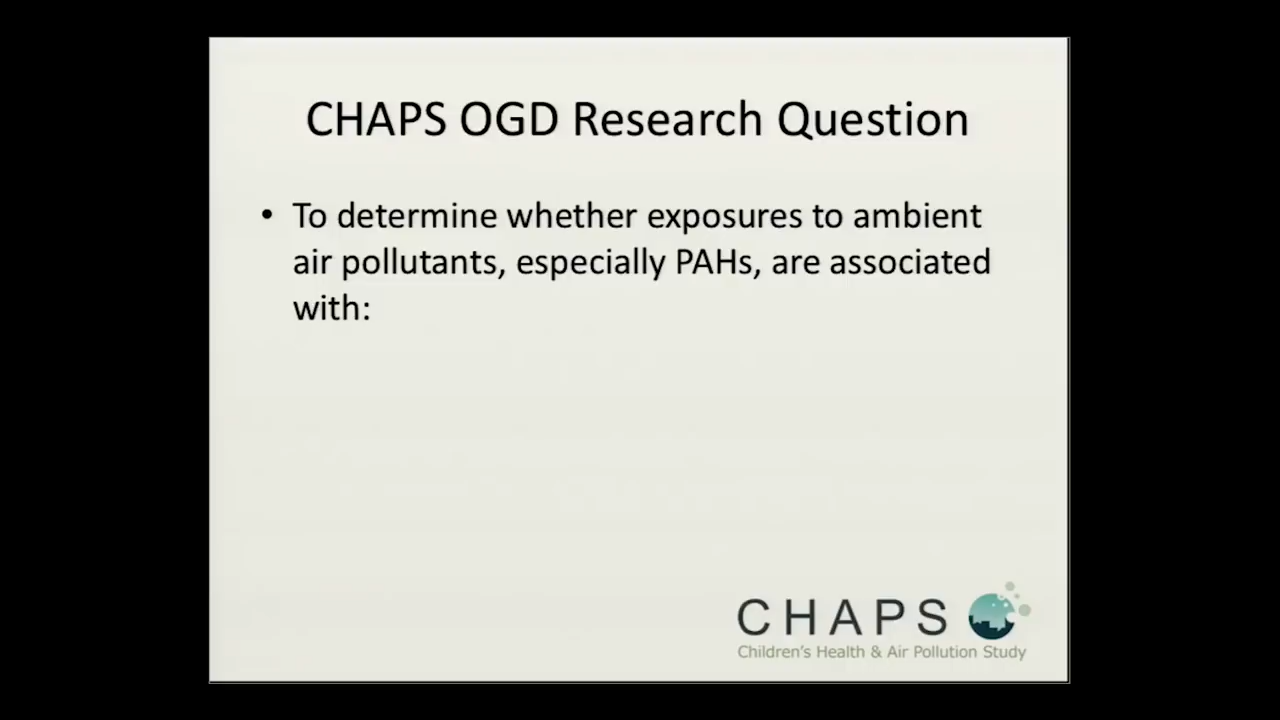 CHAPS OGD Research Question
• To determine whether exposures to ambient
air pollutants, especially PAHs, are associated
with:
CHAPS
Children's Health & Air Pollution Study